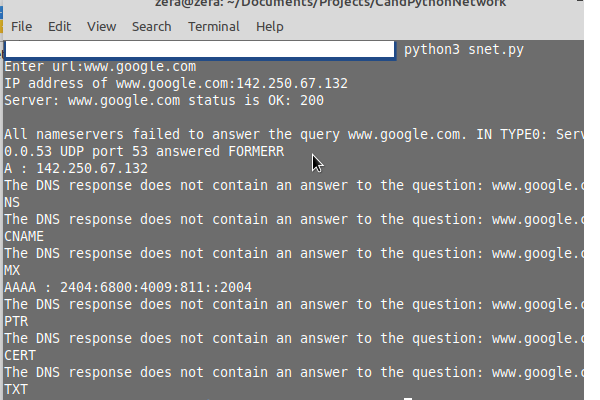 zera@zera: ~/Documents/Projects/CandPythonNetwork
File Edit View Search Terminal Help
python3 snet.py
Enter url:www.google.com
IP address of www.google.com:142.250.67.132
Server: www.google.com status is OK: 200
All nameservers failed to answer the query www.google.com. IN TYPE0: Serv
0.0.53 UDP port 53 answered FORMERR
A : 142.250.67.132
The DNS response does not contain an answer to the question: www.google.c
NS
The DNS response does not contain an answer to the question: www.google.c
CNAME
The DNS response does not contain an answer to the question: www.google.c
MX
AAAA : 2404:6800:4009:811::2004
The DNS response does not contain an answer to the question: www.google.c
PTR
The DNS response does not contain an answer to the question: www.google.c
CERT
The DNS response does not contain an answer to the question: www.google.c
TXT